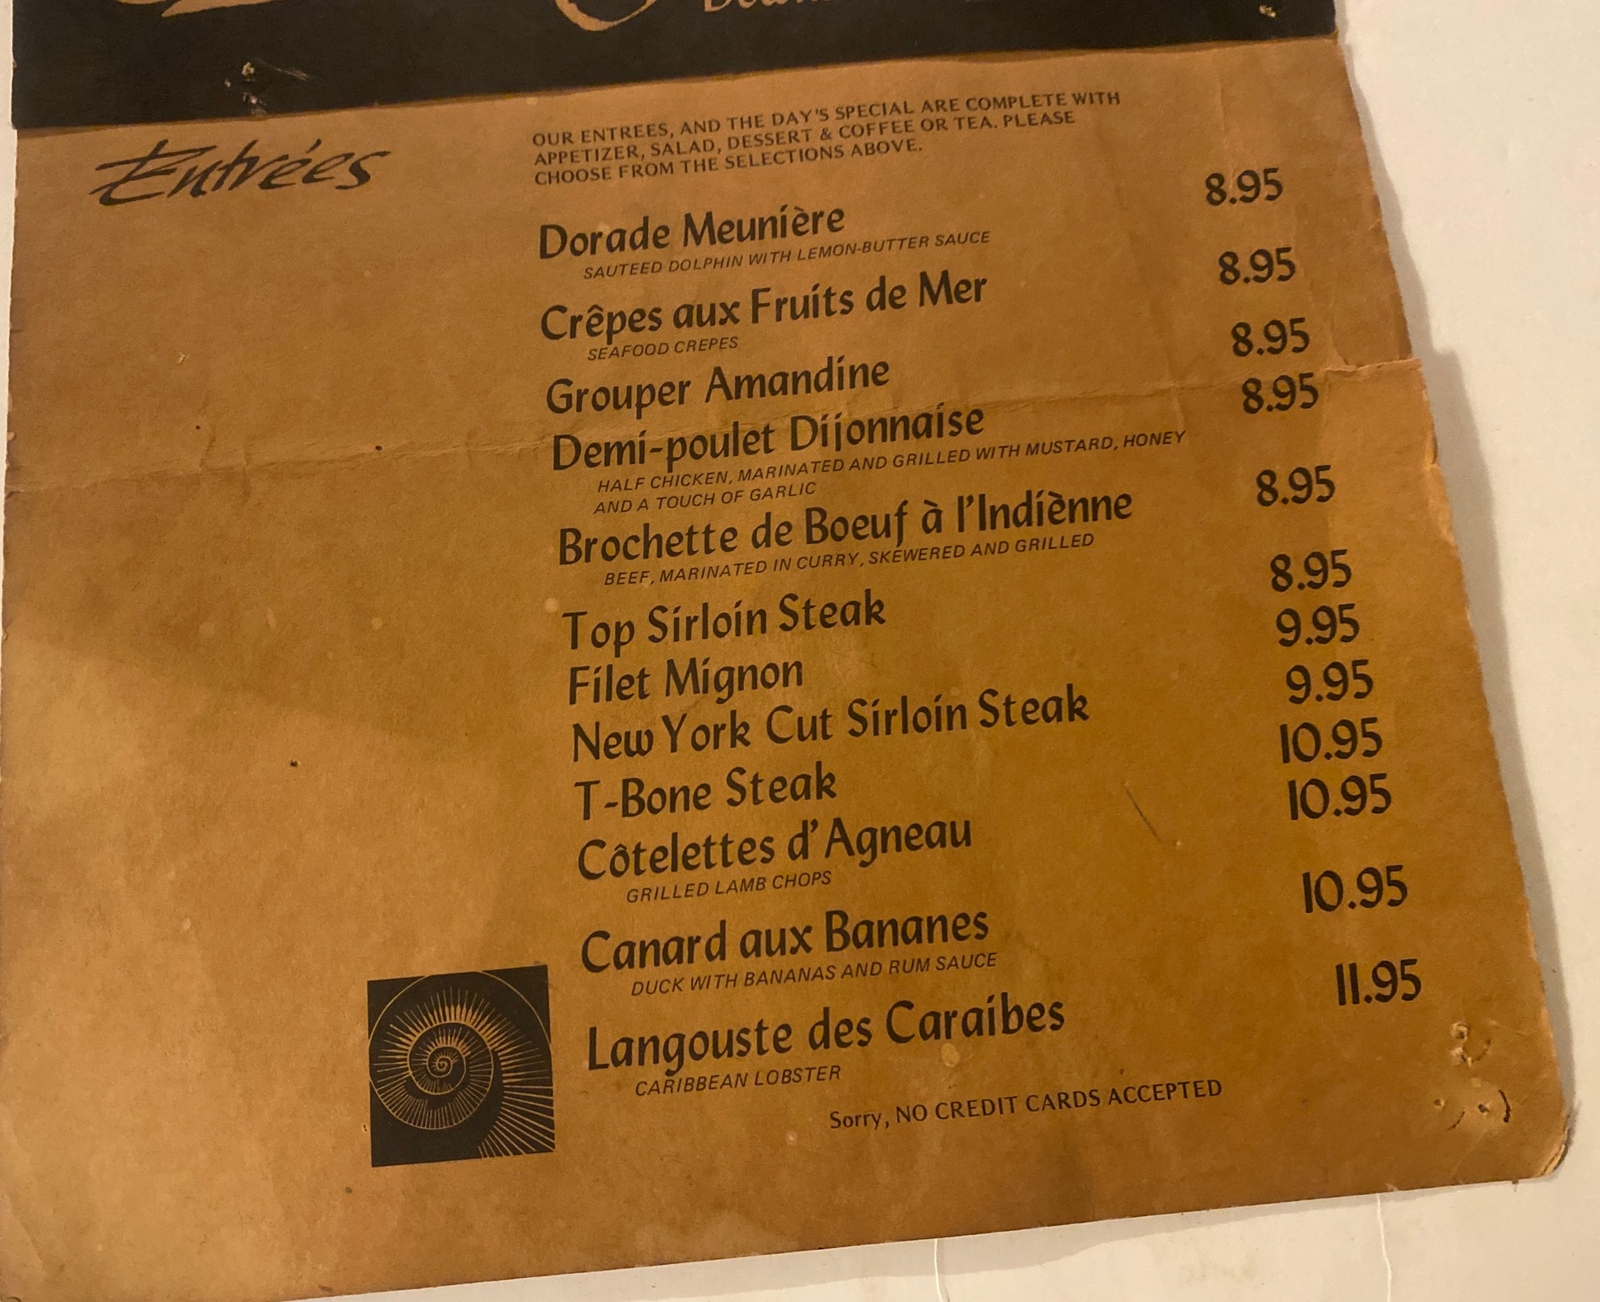 Entrées
OUR ENTREES, AND THE DAY'S SPECIAL ARE COMPLETE WITH
APPETIZER, SALAD, DESSERT & COFFEE OR TEA. PLEASE
CHOOSE FROM THE SELECTIONS ABOVE.
Dorade Meunière 8.95
SAUTEED DOLPHIN WITH LEMON-BUTTER SAUCE
Crêpes aux Fruits de Mer 8.95
SEAFOOD CREPES
Grouper Amandine 8.95
Demi-poulet Dijonnaise 8.95
HALF CHICKEN, MARINATED AND GRILLED WITH MUSTARD, HONEY
AND A TOUCH OF GARLIC
Brochette de Boeuf à l'Indiènne 8.95
BEEF, MARINATED IN CURRY, SKEWERED AND GRILLED
Top Sirloin Steak 8.95
Filet Mignon 9.95
New York Cut Sirloin Steak 9.95
T-Bone Steak 10.95
Côtelettes d'Agneau 10.95
GRILLED LAMB CHOPS
Canard aux Bananes 10.95
DUCK WITH BANANAS AND RUM SAUCE
Langouste des Caraibes 11.95
CARIBBEAN LOBSTER
Sorry, NO CREDIT CARDS ACCEPTED